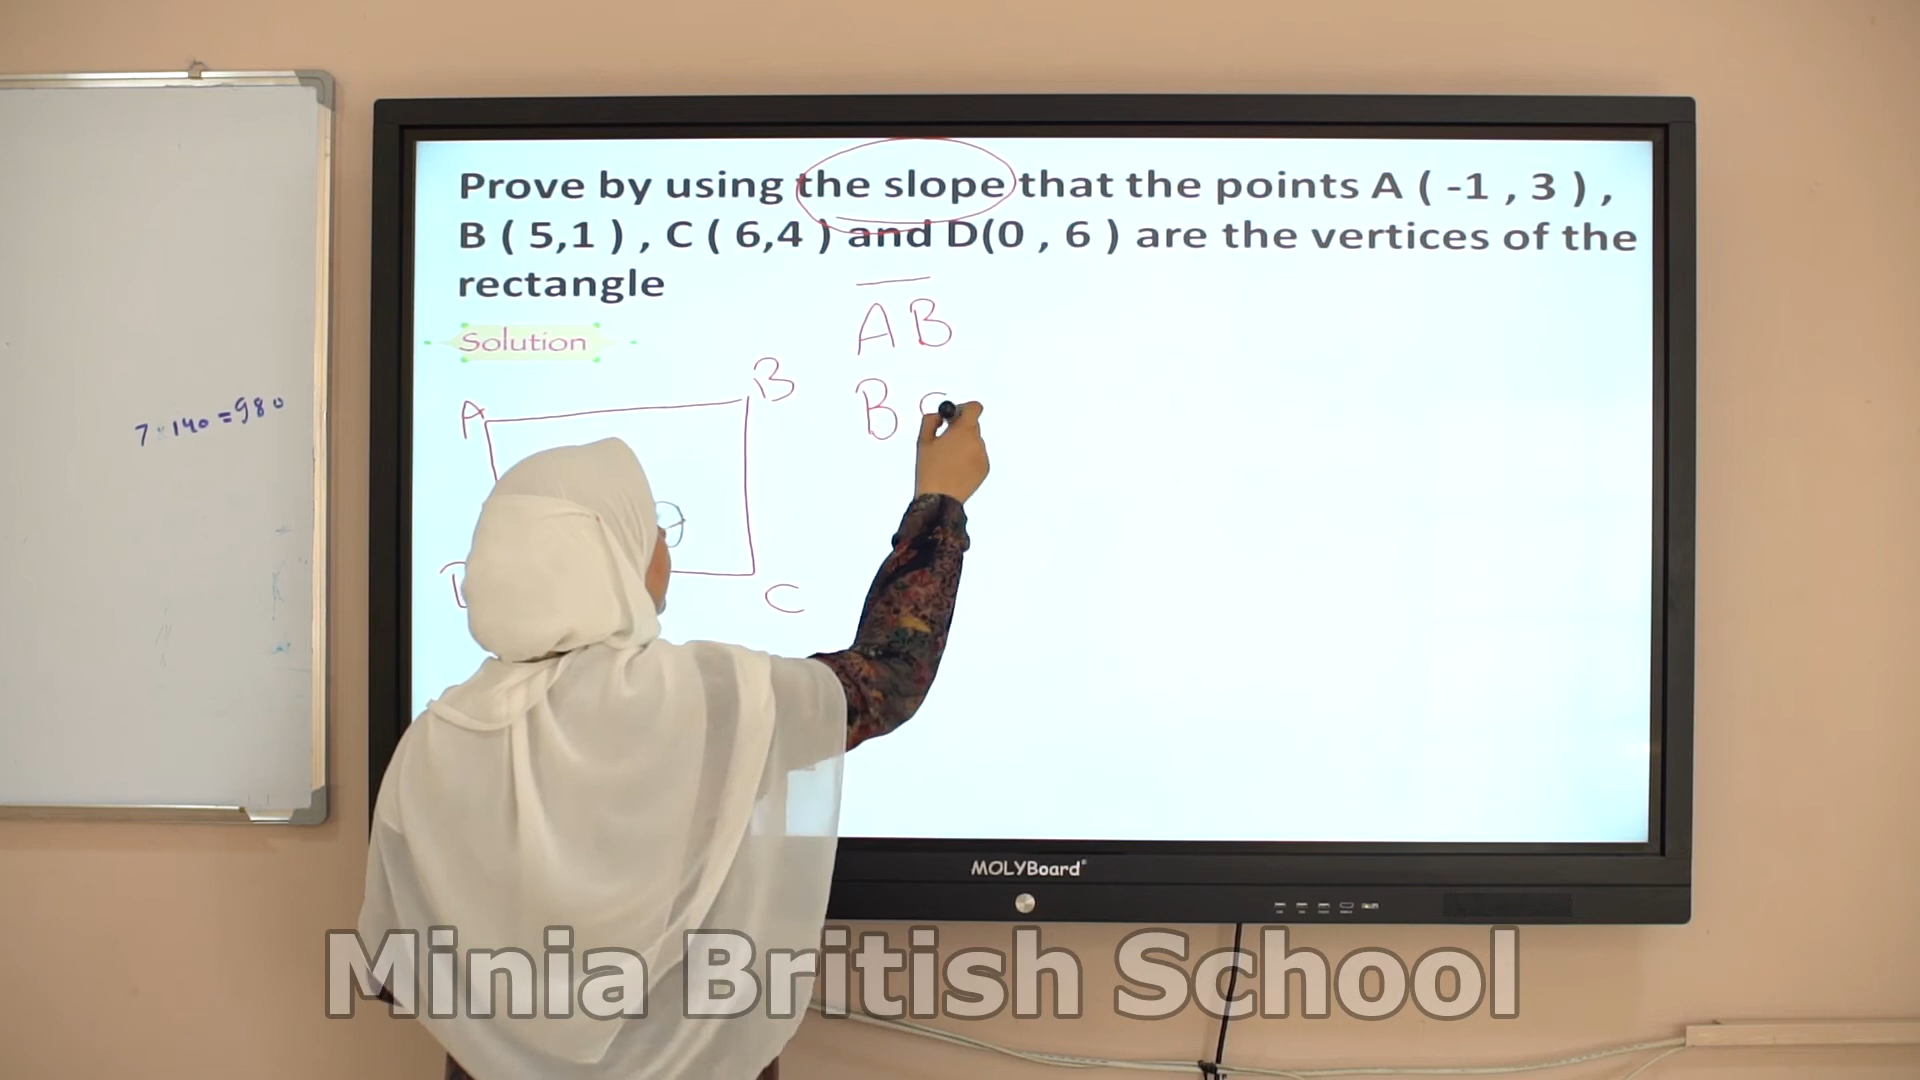 Prove by using the slope that the points A ( -1 , 3 ) ,
B ( 5,1 ) , C ( 6,4 ) and D(0 , 6 ) are the vertices of the
rectangle
Solution
AB
B
A
B
C
7 140 = 980
MOLYBoard
Minia British School